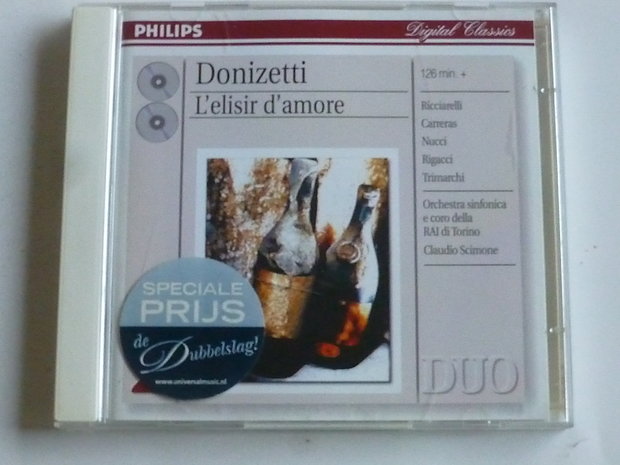 PHILIPS
Digital Classics
Donizetti
L'elisir d'amore
126 min. +
Ricciarelli
Carreras
Nucci
Rigacci
Trimarchi
Orchestra sinfonica
e coro della
RAI di Torino
Claudio Scimone
SPECIALE
PRIJS
de Dubbelslag!
www.universalmusic.nl
DUO